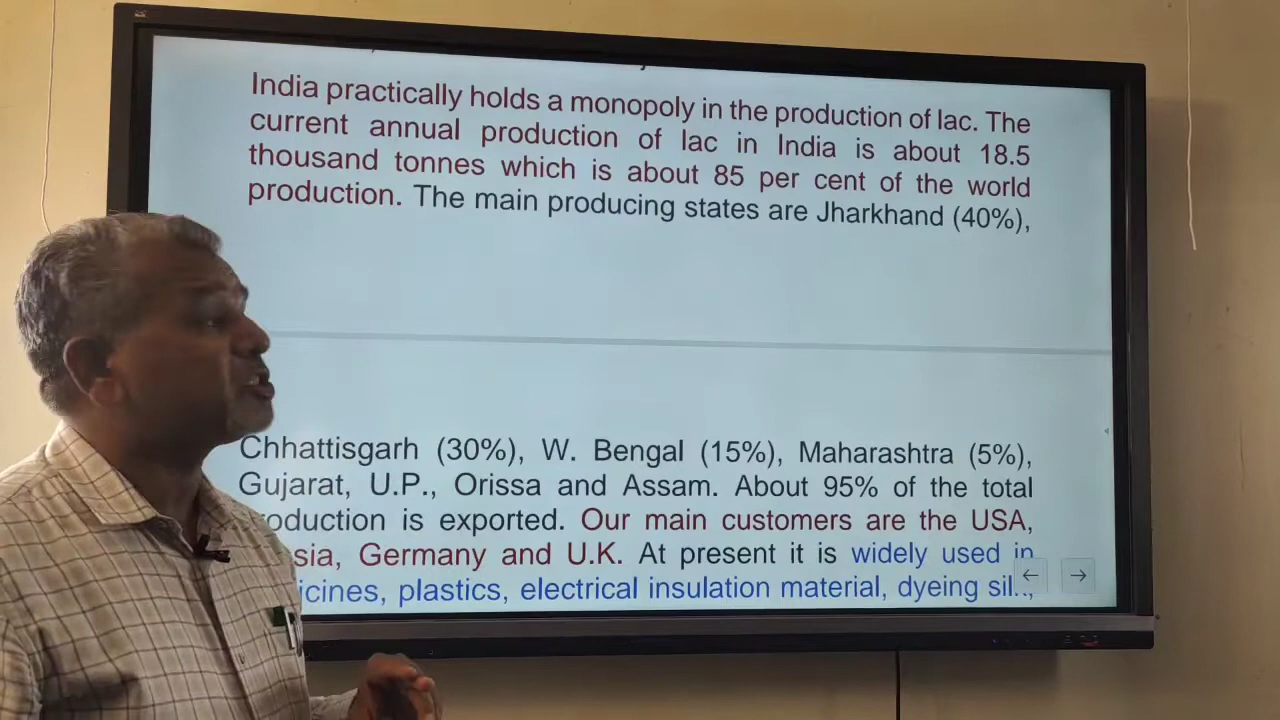 India practically holds a monopoly in the production of lac. The
current annual production of lac in India is about 18.5
thousand tonnes which is about 85 per cent of the world
production. The main producing states are Jharkhand (40%),
Chhattisgarh (30%), W. Bengal (15%), Maharashtra (5%),
Gujarat, U.P., Orissa and Assam. About 95% of the total
roduction is exported. Our main customers are the USA,
sia, Germany and U.K. At present it is widely used in
icines, plastics, electrical insulation material, dyeing